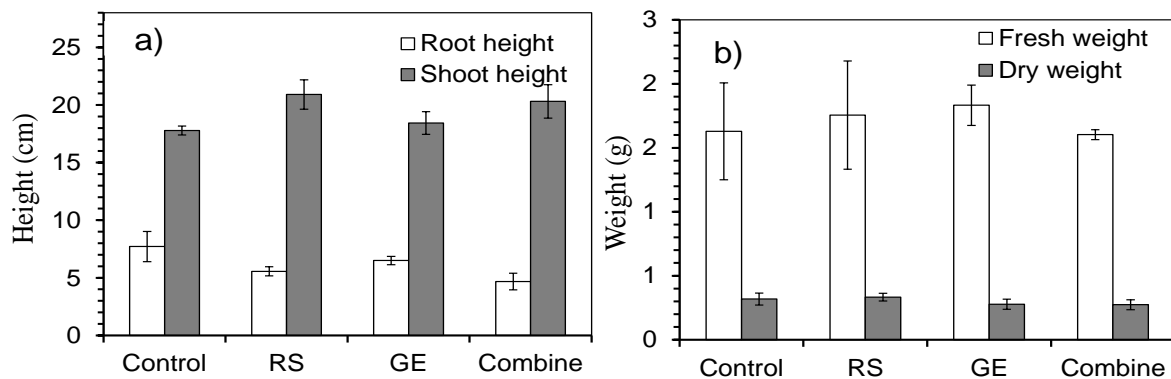 a)
Root height
Shoot height
Height (cm)
25
20
15
10
5
0
Control RS GE Combine
b)
Fresh weight
Dry weight
Weight (g)
3
2
2
1
1
0
Control RS GE Combine